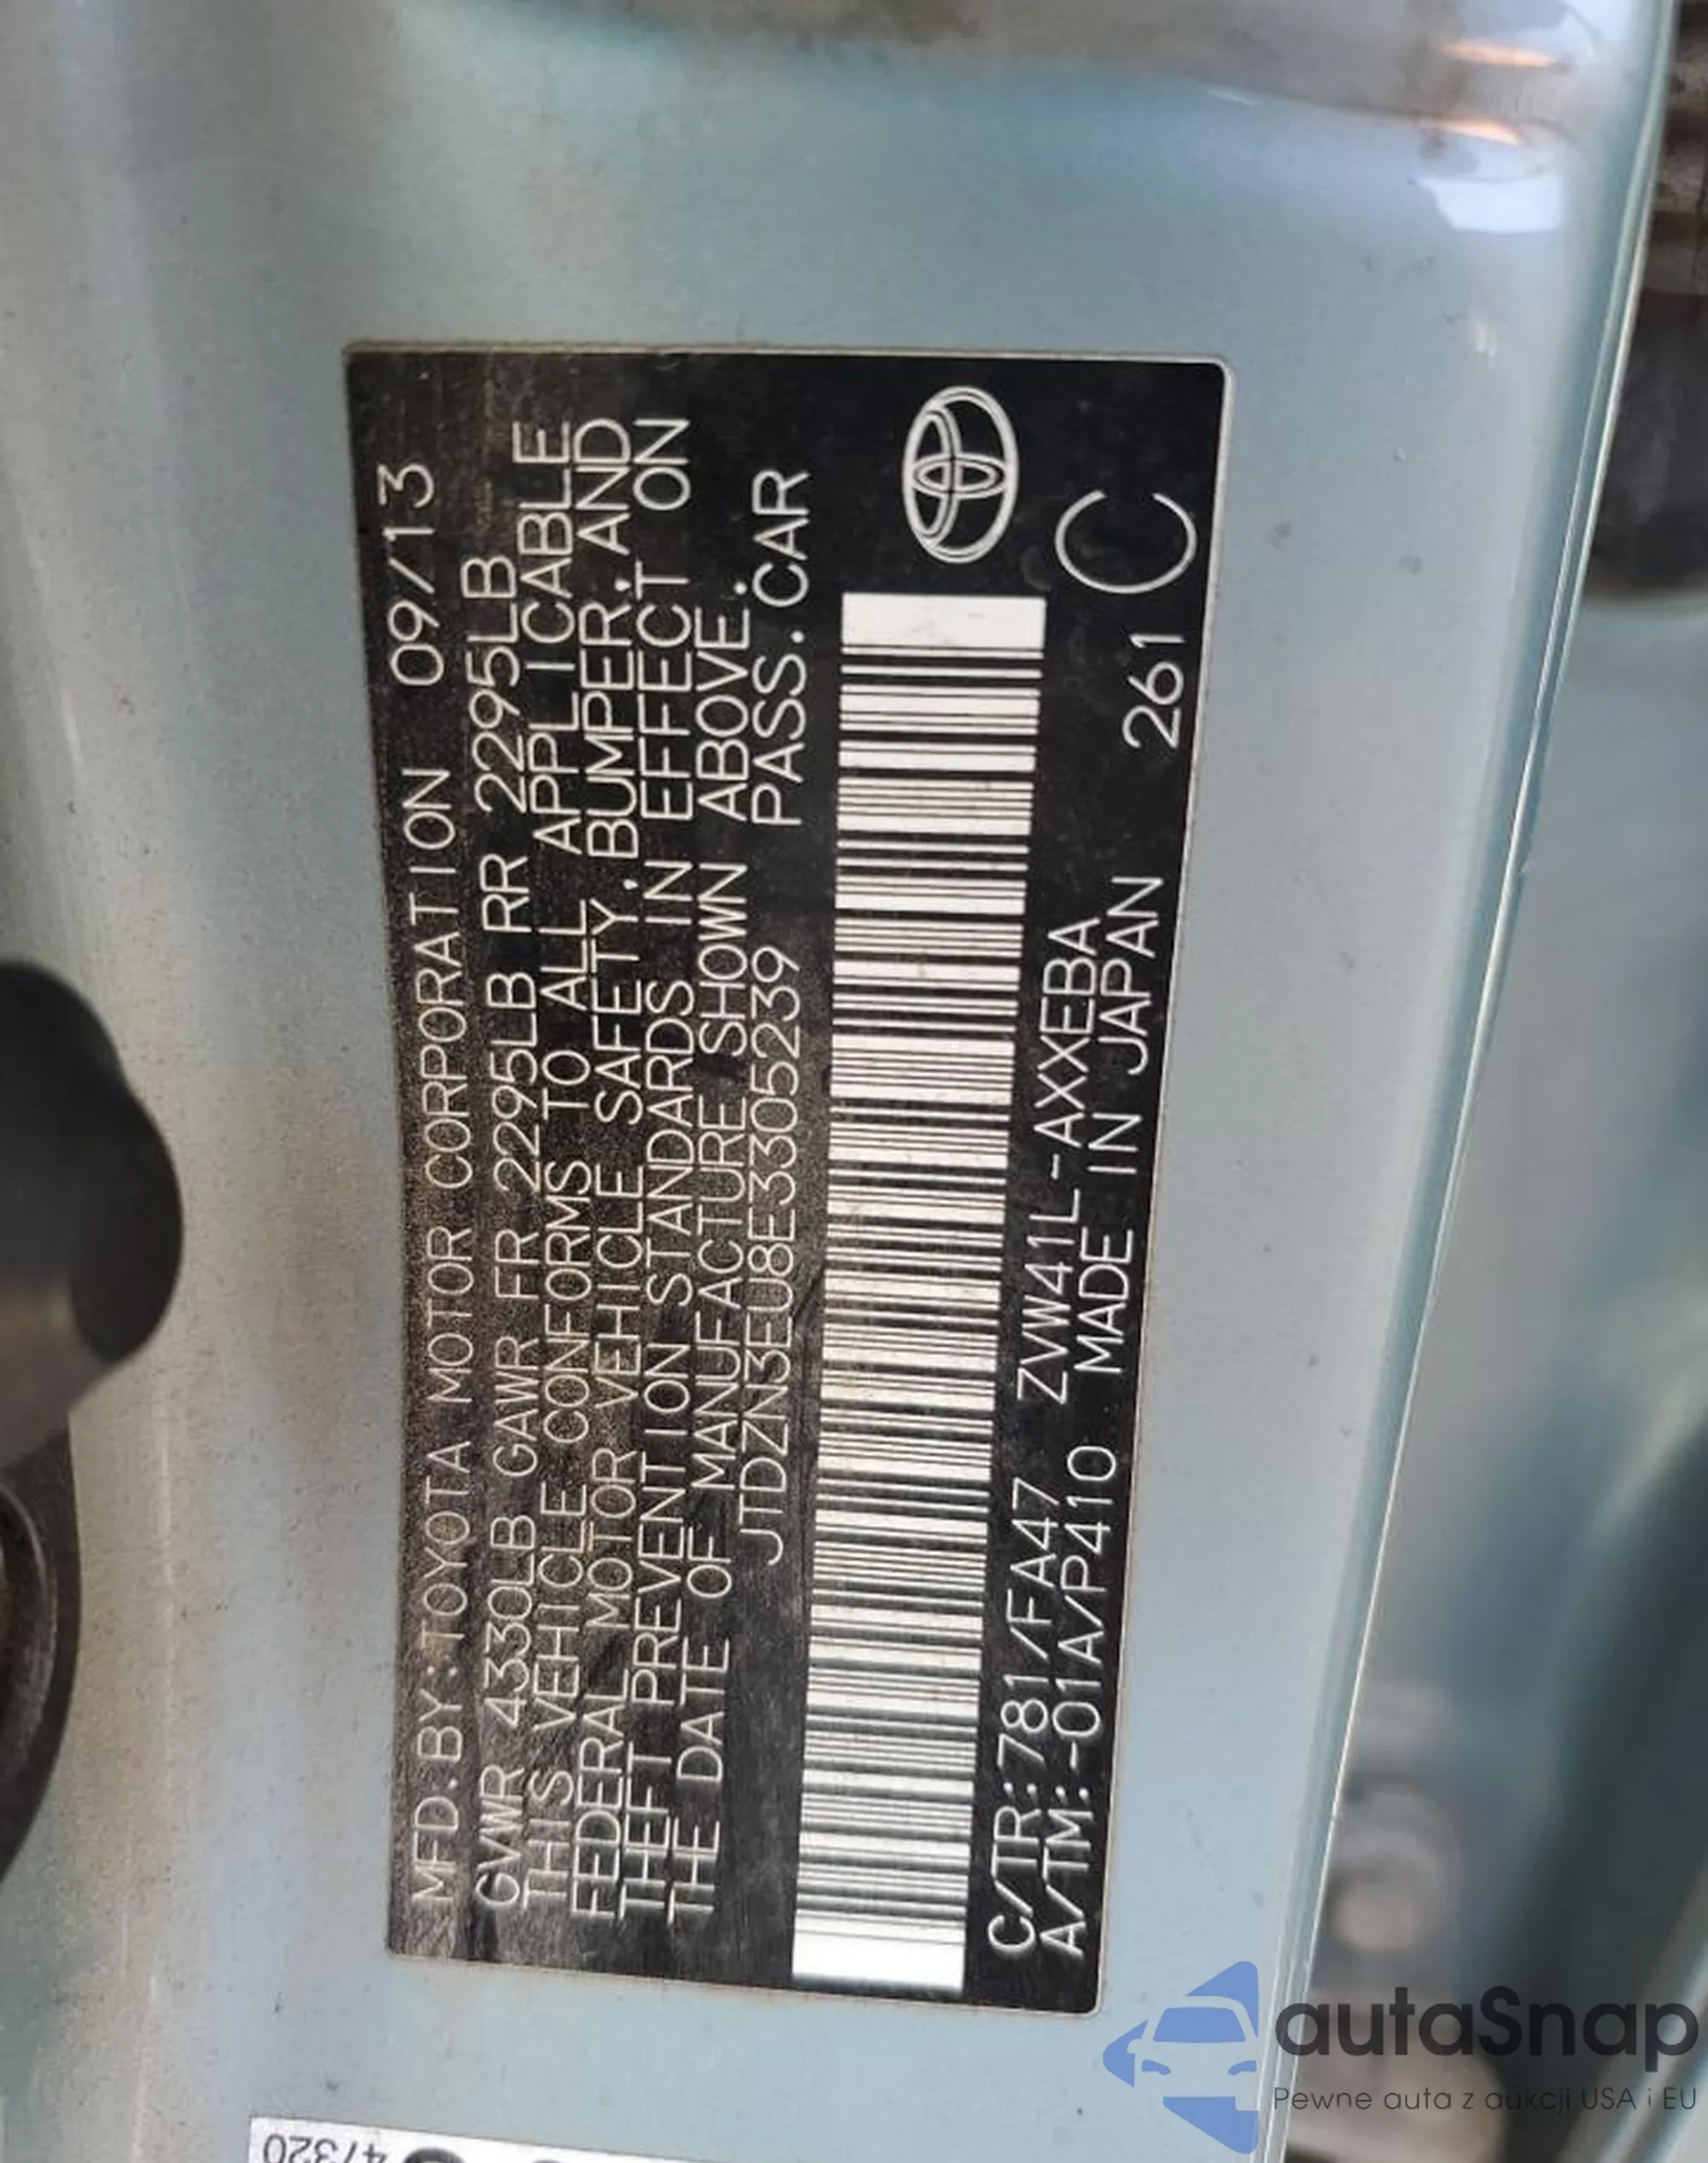 MFD.BY:TOYOTA MOTOR CORPORATION 09/13
GVWR 4330LB GAWR FR 2295LB RR 2295LB
THIS VEHICLE CONFORMS TO ALL APPLICABLE
FEDERAL MOTOR VEHICLE SAFETY,BUMPER,AND
THEFT PREVENTION STANDARDS IN EFFECT ON
THE DATE OF MANUFACTURE SHOWN ABOVE.
JTDZN3EU8E3305239 PASS.CAR
C/TR:781/FA47 ZVW41L-AXXEBA
A/TM:-01A/P410 MADE IN JAPAN 261 C
47320
autaSnap
Pewne auta z aukcji USA i EU